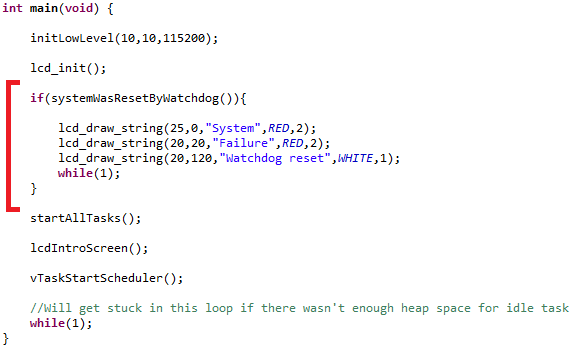 int main(void) {
initLowLevel(10,10,115200);
lcd_init();
if(systemWasResetByWatchdog()){
lcd_draw_string(25,0,"System",RED,2);
lcd_draw_string(20,20,"Failure",RED,2);
lcd_draw_string(20,120,"Watchdog reset",WHITE,1);
while(1);
}
startAllTasks();
lcdIntroScreen();
vTaskStartScheduler();
//Will get stuck in this loop if there wasn't enough heap space for idle task
while(1);
}